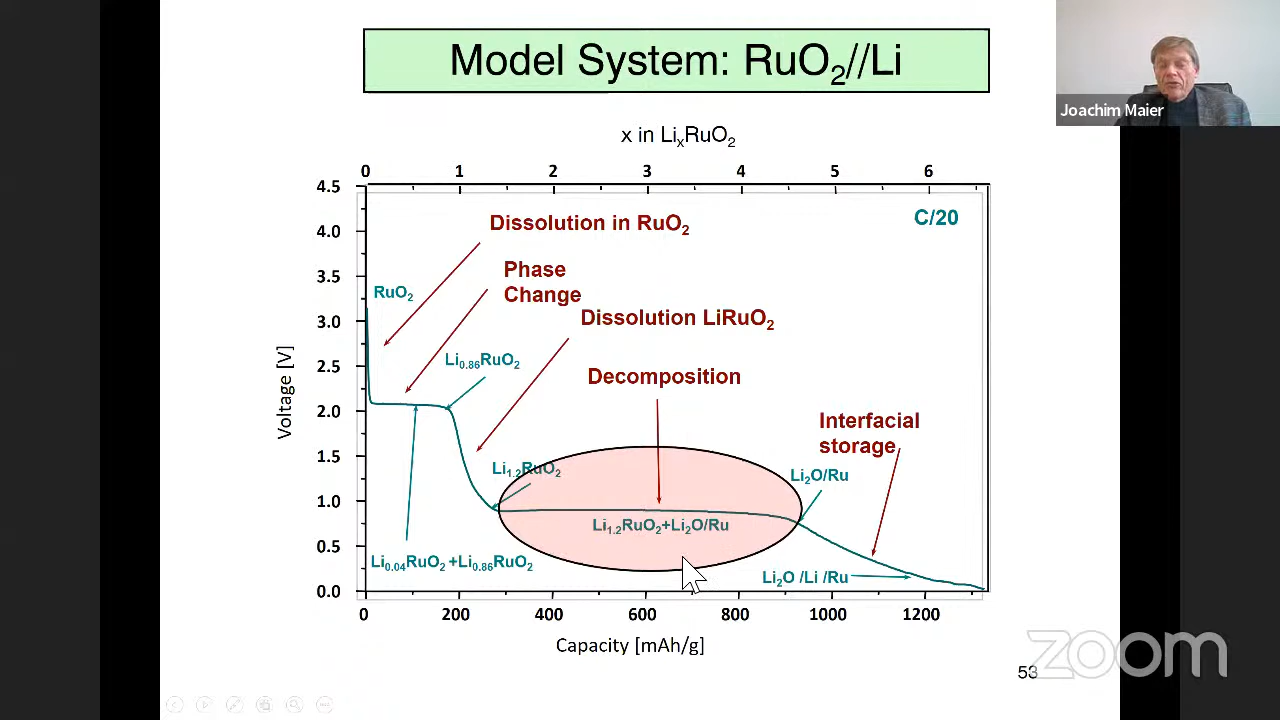 Model System: RuO₂//Li
Joachim Maier
x in LiₓRuO₂
0 1 2 3 4 5 6
4.5
4.0
3.5
3.0
2.5
2.0
1.5
1.0
0.5
0.0
Voltage [V]
C/20
Dissolution in RuO₂
Phase
Change
RuO₂
Dissolution LiRuO₂
Li₀.₈₆RuO₂
Decomposition
Interfacial
storage
Li₁.₂RuO₂
Li₂O/Ru
Li₁.₂RuO₂+Li₂O/Ru
Li₀.₀₄RuO₂ +Li₀.₈₆RuO₂
Li₂O /Li /Ru
0 200 400 600 800 1000 1200
Capacity [mAh/g]
zoom
53